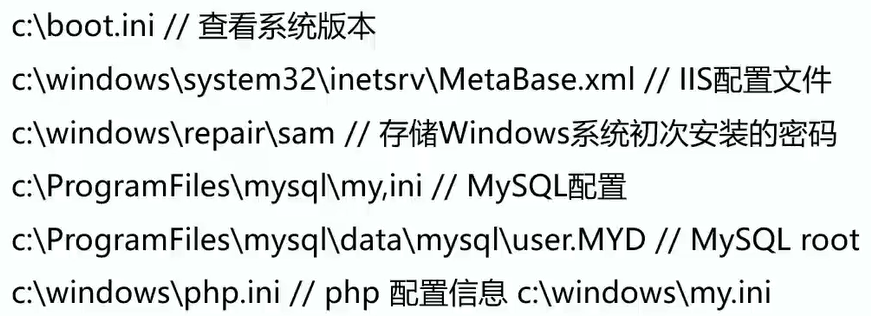 c:\boot.ini // 查看系统版本
c:\windows\system32\inetsrv\MetaBase.xml // IIS配置文件
c:\windows\repair\sam // 存储Windows系统初次安装的密码
c:\ProgramFiles\mysql\my,ini // MySQL配置
c:\ProgramFiles\mysql\data\mysql\user.MYD // MySQL root
c:\windows\php.ini // php 配置信息 c:\windows\my.ini